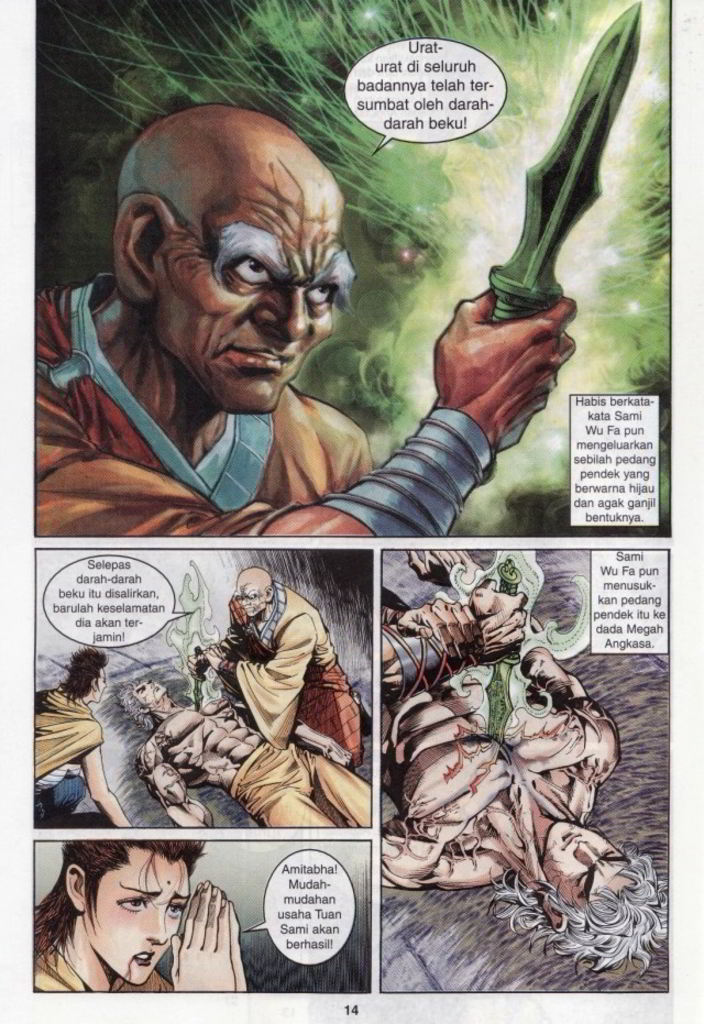 Urat-
urat di seluruh
badannya telah ter-
sumbat oleh darah-
darah beku!
Habis berkata-
kata Sami
Wu Fa pun
mengeluarkan
sebilah pedang
pendek yang
berwarna hijau
dan agak ganjil
bentuknya.
Selepas
darah-darah
beku itu disalirkan,
barulah keselamatan
dia akan ter-
jamin!
Sami
Wu Fa pun
menusuk-
kan pedang
pendek itu ke
dada Megah
Angkasa.
Amitabha!
Mudah-
mudahan
usaha Tuan
Sami akan
berhasil!
14